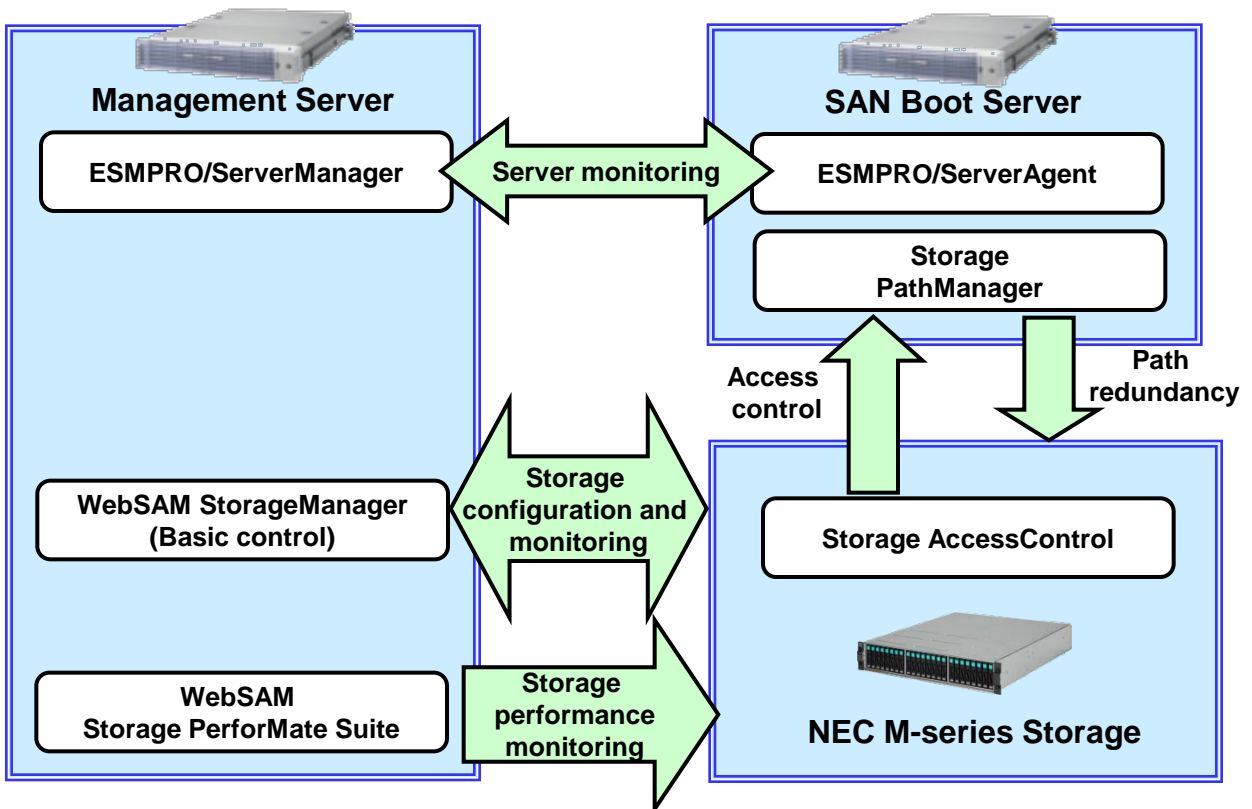 Management Server
SAN Boot Server
ESMPRO/ServerManager
Server monitoring
ESMPRO/ServerAgent
Storage
PathManager
Access
control
Path
redundancy
WebSAM StorageManager
(Basic control)
Storage
configuration and
monitoring
Storage AccessControl
WebSAM
Storage PerforMate Suite
Storage
performance
monitoring
NEC M-series Storage